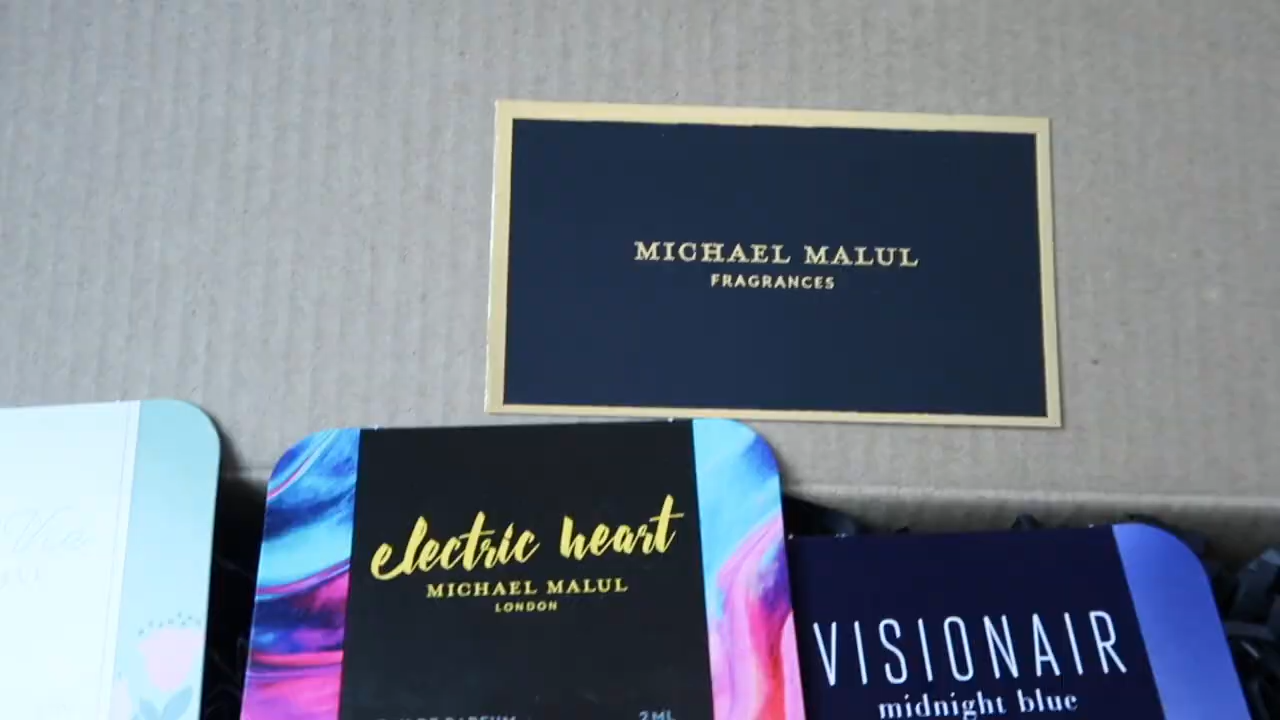 MICHAEL MALUL
FRAGRANCES
electric heart
MICHAEL MALUL
LONDON
2ML
VISIONAIR
midnight blue